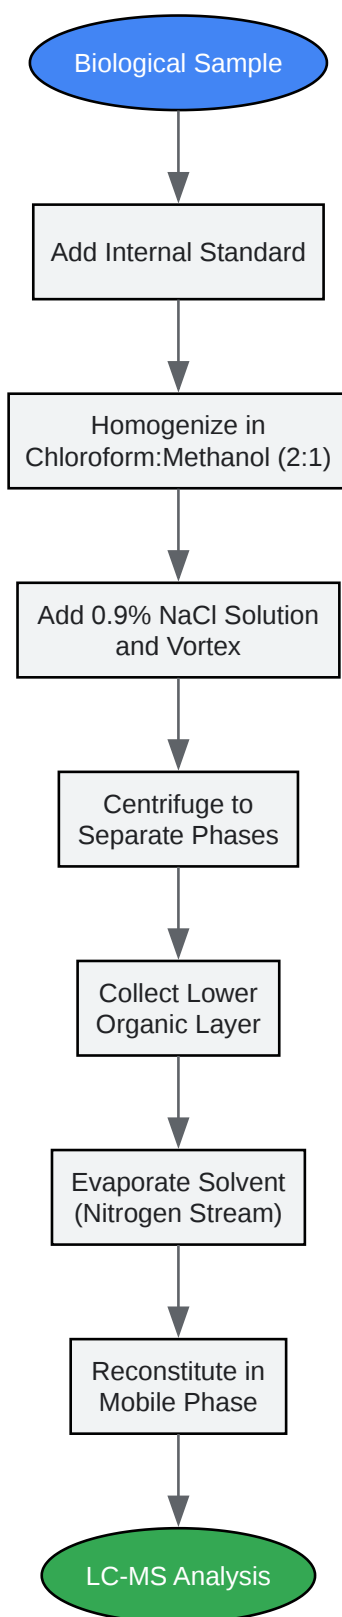 Biological Sample
Add Internal Standard
Homogenize in
Chloroform:Methanol (2:1)
Add 0.9% NaCl Solution
and Vortex
Centrifuge to
Separate Phases
Collect Lower
Organic Layer
Evaporate Solvent
(Nitrogen Stream)
Reconstitute in
Mobile Phase
LC-MS Analysis